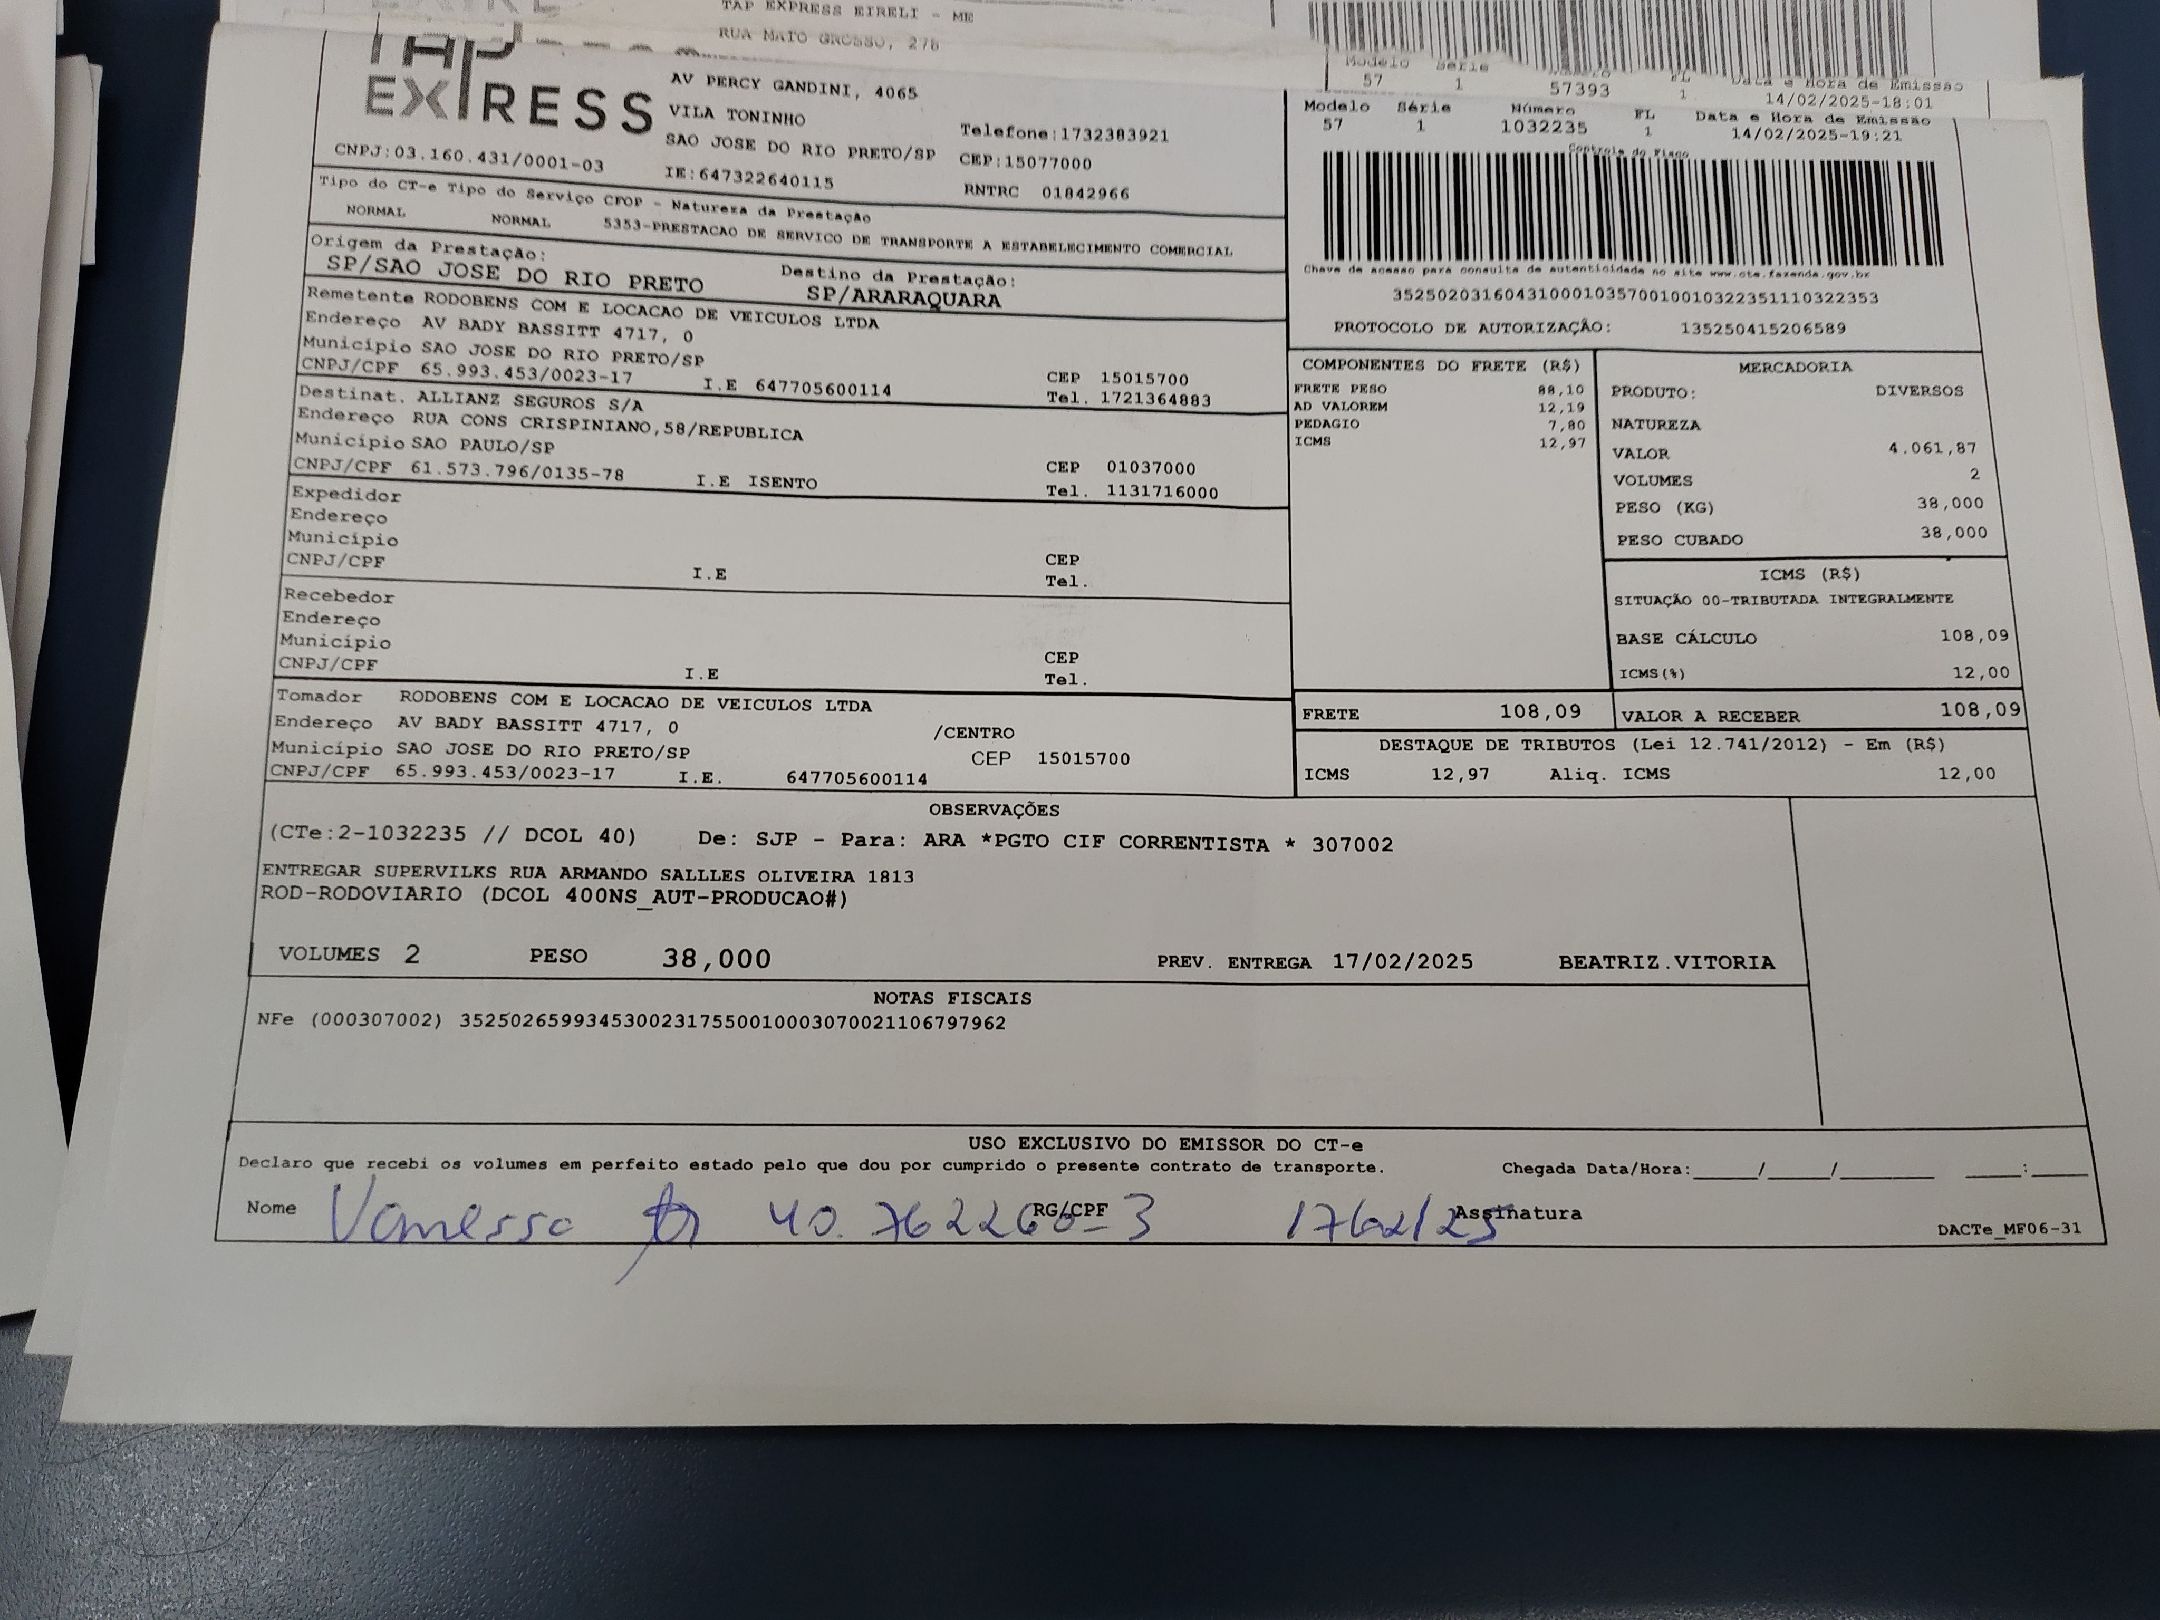 TAP EXPRESS EIRELI - ME
RUA MATO GROSSO, 278
Modelo Série FL Data e Hora de Emissão
57 1 57393 1 14/02/2025-18:01
TAP
EXPRESS
AV PERCY GANDINI, 4065
VILA TONINHO
SAO JOSE DO RIO PRETO/SP
IE:647322640115
Telefone:1732383921
CEP:15077000
RNTRC 01842966
CNPJ:03.160.431/0001-03
Modelo Série Número FL Data e Hora de Emissão
57 1 1032235 1 14/02/2025-19:21
Controle do Fisco
Chave de acesso para consulta de autenticidade no site www.cte.fazenda.gov.br
35250203160431000103570010010322351110322353
PROTOCOLO DE AUTORIZAÇÃO: 135250415206589
Tipo do CT-e Tipo do Serviço CFOP - Natureza da Prestação
NORMAL NORMAL 5353-PRESTACAO DE SERVICO DE TRANSPORTE A ESTABELECIMENTO COMERCIAL
Origem da Prestação: Destino da Prestação:
SP/SAO JOSE DO RIO PRETO SP/ARARAQUARA
Remetente RODOBENS COM E LOCACAO DE VEICULOS LTDA
Endereço AV BADY BASSITT 4717, 0
Município SAO JOSE DO RIO PRETO/SP CEP 15015700
CNPJ/CPF 65.993.453/0023-17 I.E 647705600114 Tel. 1721364883
Destinat. ALLIANZ SEGUROS S/A
Endereço RUA CONS CRISPINIANO,58/REPUBLICA
Município SAO PAULO/SP CEP 01037000
CNPJ/CPF 61.573.796/0135-78 I.E ISENTO Tel. 1131716000
Expedidor
Endereço
Município CEP
CNPJ/CPF I.E Tel.
Recebedor
Endereço
Município CEP
CNPJ/CPF I.E Tel.
Tomador RODOBENS COM E LOCACAO DE VEICULOS LTDA
Endereço AV BADY BASSITT 4717, 0 /CENTRO
Município SAO JOSE DO RIO PRETO/SP CEP 15015700
CNPJ/CPF 65.993.453/0023-17 I.E. 647705600114
COMPONENTES DO FRETE (R$)
FRETE PESO 88,10
AD VALOREM 12,19
PEDAGIO 7,80
ICMS 12,97
MERCADORIA
PRODUTO: DIVERSOS
NATUREZA
VALOR 4.061,87
VOLUMES 2
PESO (KG) 38,000
PESO CUBADO 38,000
ICMS (R$)
SITUAÇÃO 00-TRIBUTADA INTEGRALMENTE
BASE CÁLCULO 108,09
ICMS(%) 12,00
FRETE 108,09 VALOR A RECEBER 108,09
DESTAQUE DE TRIBUTOS (Lei 12.741/2012) - Em (R$)
ICMS 12,97 Aliq. ICMS 12,00
OBSERVAÇÕES
(CTe:2-1032235 // DCOL 40) De: SJP - Para: ARA *PGTO CIF CORRENTISTA * 307002
ENTREGAR SUPERVILKS RUA ARMANDO SALLLES OLIVEIRA 1813
ROD-RODOVIARIO (DCOL 400NS_AUT-PRODUCAO#)
VOLUMES 2 PESO 38,000 PREV. ENTREGA 17/02/2025 BEATRIZ.VITORIA
NOTAS FISCAIS
NFe (000307002) 35250265993453002317550010003070021106797962
USO EXCLUSIVO DO EMISSOR DO CT-e
Declaro que recebi os volumes em perfeito estado pelo que dou por cumprido o presente contrato de transporte. Chegada Data/Hora:____/____/______ ____:____
Nome Vanessa 40.762260-3 RG/CPF 17/02/25 Assinatura
DACTe_MF06-31